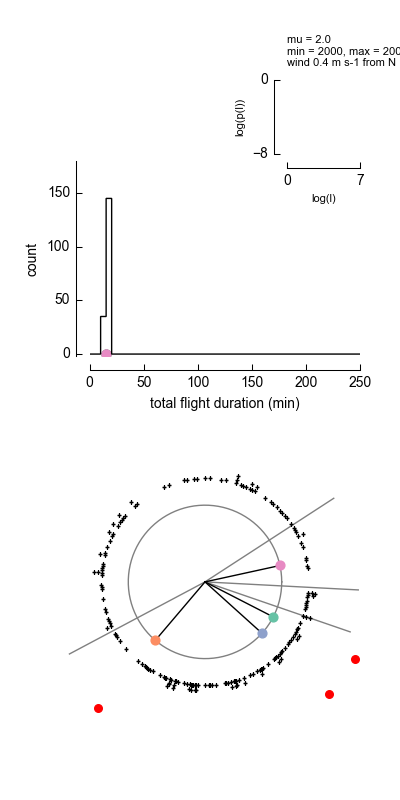 mu = 2.0
min = 2000, max = 200
wind 0.4 m s-1 from N
0
log(p(l))
−8
0 7
log(l)
150
100
50
0
count
0 50 100 150 200 250
total flight duration (min)